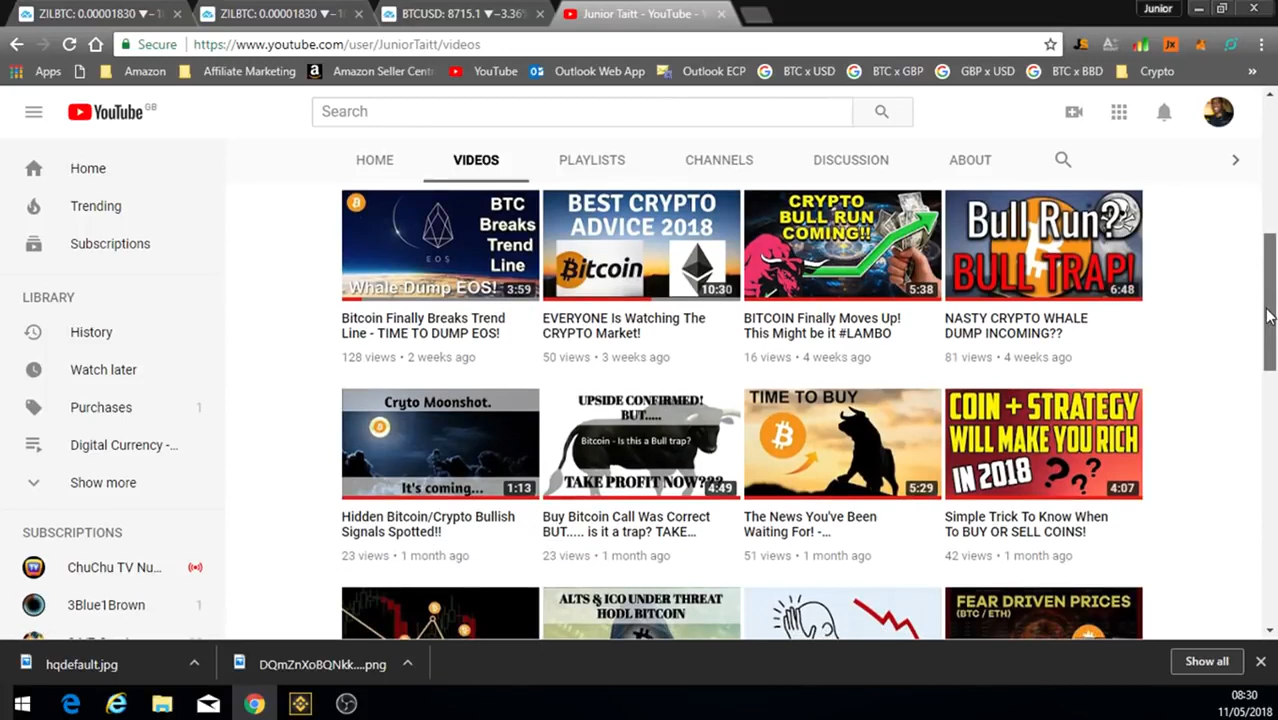 ZILBTC: 0.00001830 ▼−1
ZILBTC: 0.00001830 ▼−1
BTCUSD: 8715.1 ▼−3.36
Junior Taitt - YouTube -
Junior
Secure
https://www.youtube.com/user/JuniorTaitt/videos
Apps
Amazon
Affiliate Marketing
Amazon Seller Centr
YouTube
Outlook Web App
Outlook ECP
BTC x USD
BTC x GBP
GBP x USD
BTC x BBD
Crypto
»
YouTube GB
Search
HOME
VIDEOS
PLAYLISTS
CHANNELS
DISCUSSION
ABOUT
Home
Trending
Subscriptions
LIBRARY
History
Watch later
Purchases 1
Digital Currency -...
Show more
SUBSCRIPTIONS
ChuChu TV Nu...
3Blue1Brown 1
BTC
Breaks
Trend
Line
EOS
Whale Dump EOS!
3:59
Bitcoin Finally Breaks Trend
Line - TIME TO DUMP EOS!
128 views • 2 weeks ago
BEST CRYPTO
ADVICE 2018
Bitcoin
10:30
EVERYONE Is Watching The
CRYPTO Market!
50 views • 3 weeks ago
CRYPTO
BULL RUN
COMING!!
5:38
BITCOIN Finally Moves Up!
This Might be it #LAMBO
16 views • 4 weeks ago
Bull Run?
BULL TRAP!
6:48
NASTY CRYPTO WHALE
DUMP INCOMING??
81 views • 4 weeks ago
Cryto Moonshot.
It's coming...
1:13
Hidden Bitcoin/Crypto Bullish
Signals Spotted!!
23 views • 1 month ago
UPSIDE CONFIRMED!
BUT.....
Bitcoin - Is this a Bull trap?
TAKE PROFIT NOW???
4:49
Buy Bitcoin Call Was Correct
BUT..... is it a trap? TAKE...
23 views • 1 month ago
TIME TO BUY
5:29
The News You've Been
Waiting For! -...
51 views • 1 month ago
COIN + STRATEGY
WILL MAKE YOU RICH
IN 2018 ??
4:07
Simple Trick To Know When
To BUY OR SELL COINS!
42 views • 1 month ago
ALTS & ICO UNDER THREAT
HODL BITCOIN
FEAR DRIVEN PRICES
(BTC / ETH)
hqdefault.jpg
DQmZnXoBQNkk....png
Show all
08:30
11/05/2018